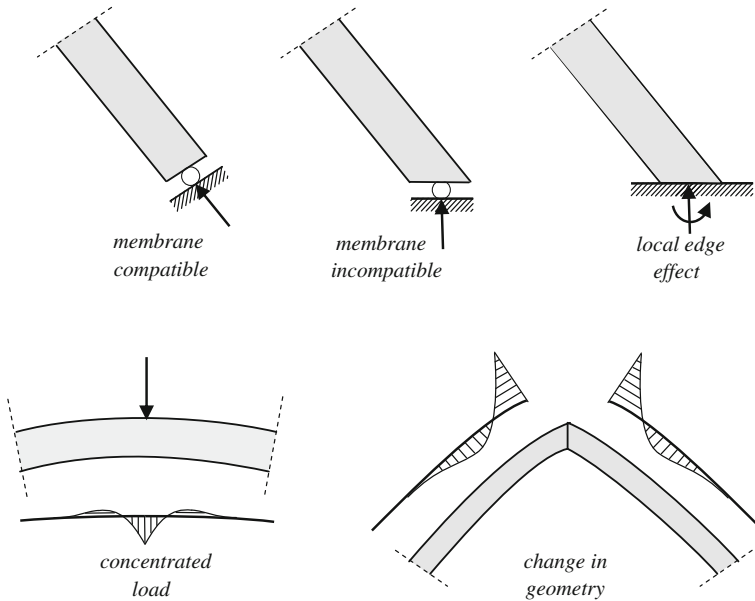 membrane
compatible
membrane
incompatible
local edge
effect
concentrated
load
change in
geometry